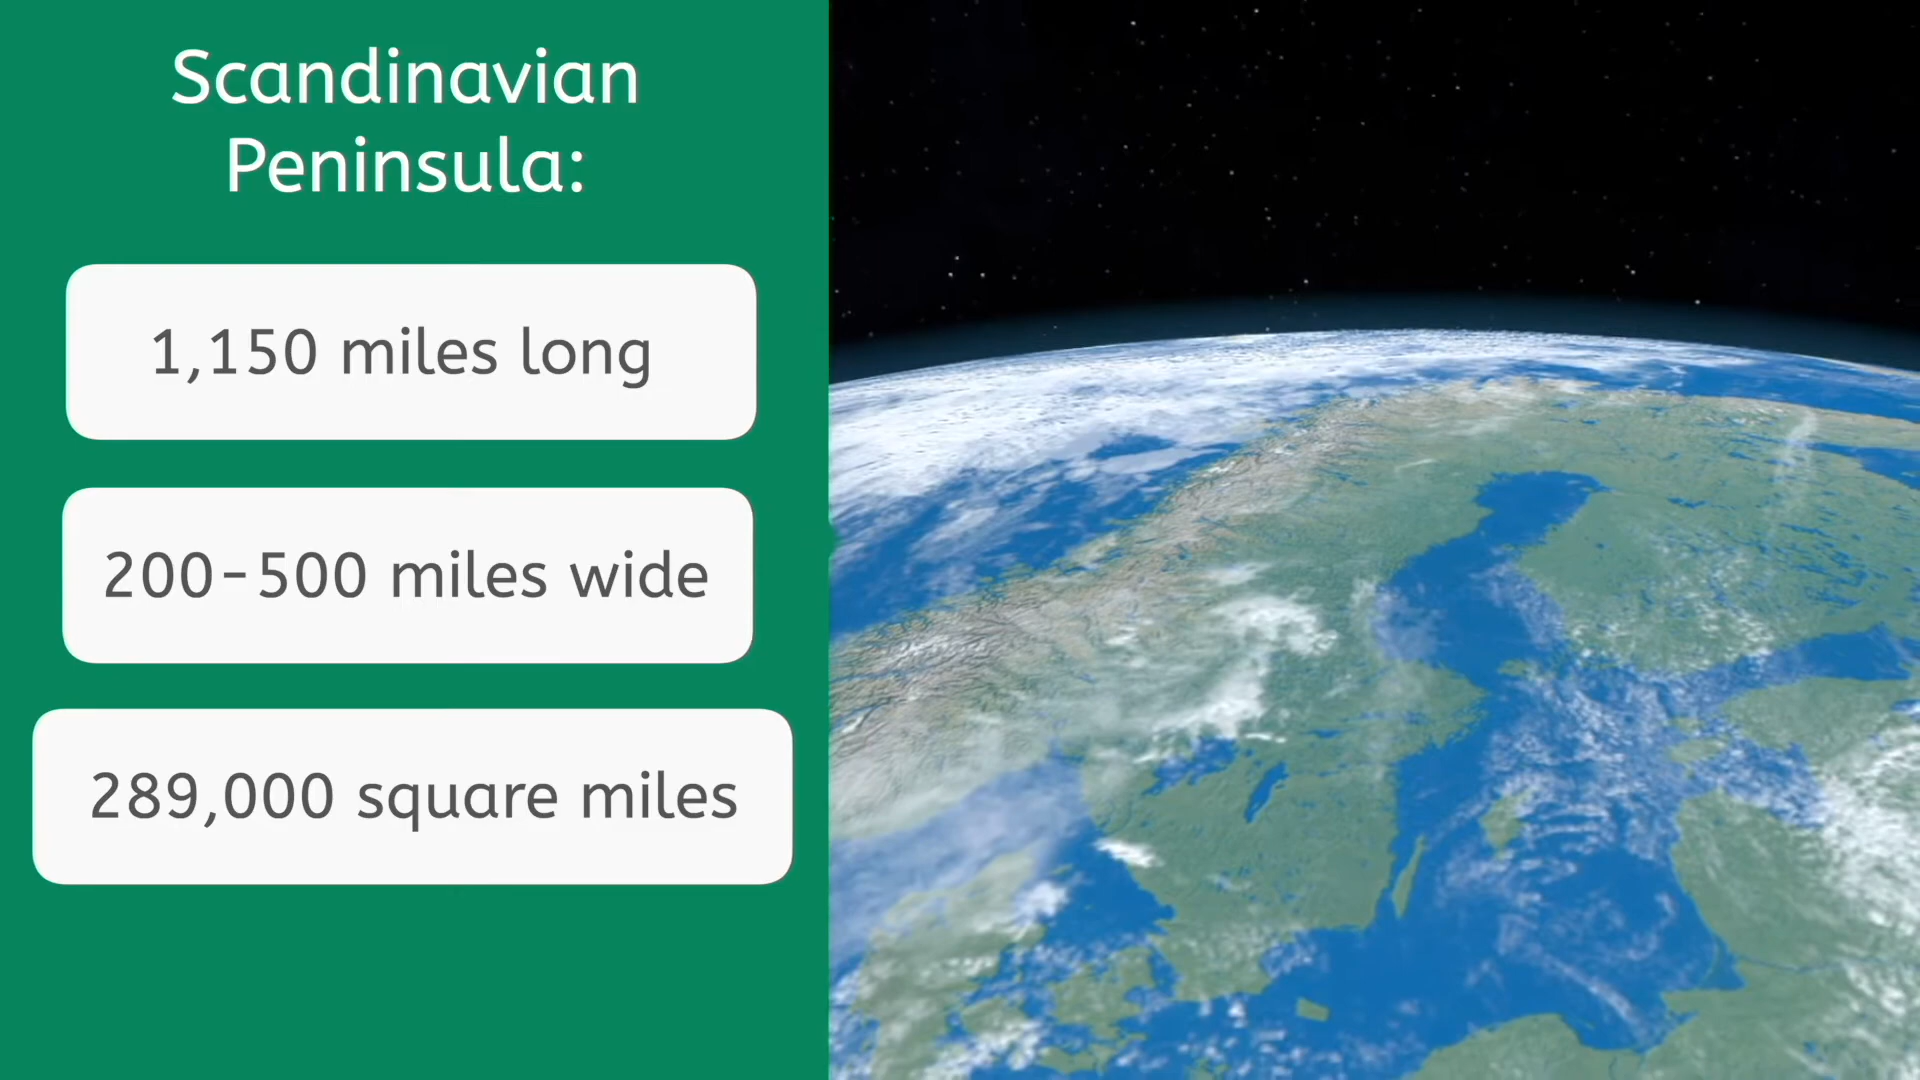 Scandinavian
Peninsula:
1,150 miles long
200-500 miles wide
289,000 square miles